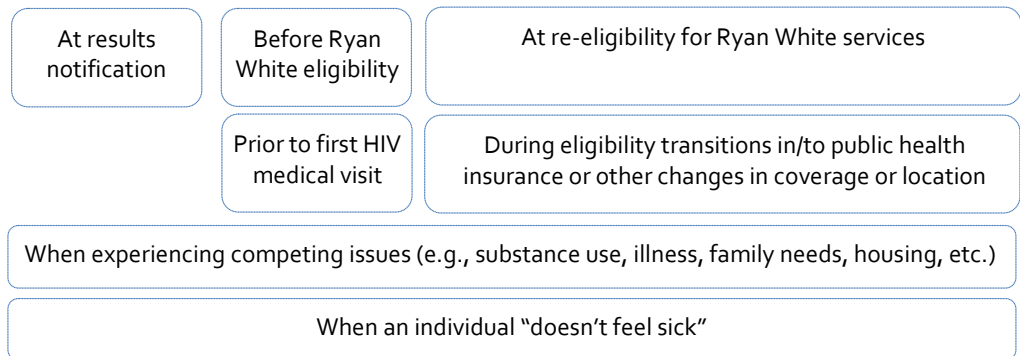 At results
notification
Before Ryan
White eligibility
At re-eligibility for Ryan White services
Prior to first HIV
medical visit
During eligibility transitions in/to public health
insurance or other changes in coverage or location
When experiencing competing issues (e.g., substance use, illness, family needs, housing, etc.)
When an individual “doesn’t feel sick”